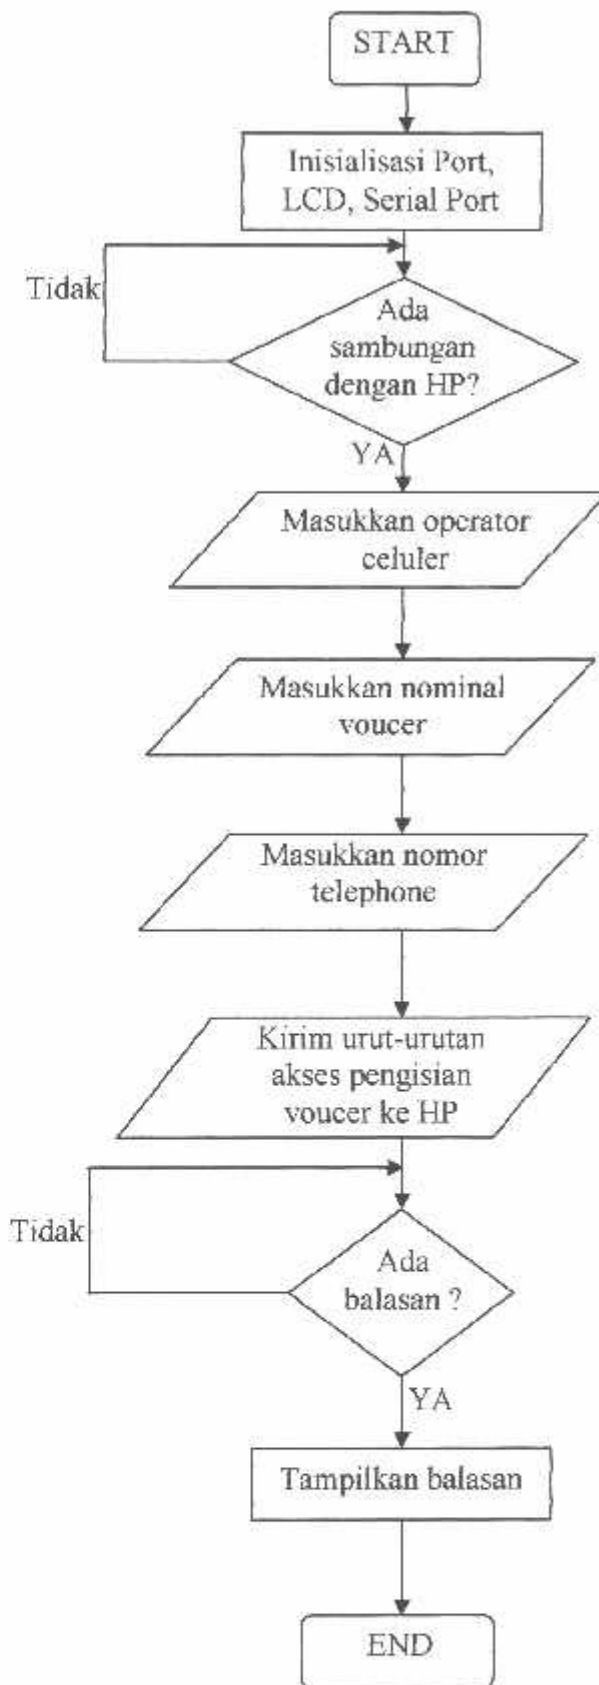 START
Inisialisasi Port,
LCD, Serial Port
Tidak
Ada
sambungan
dengan HP?
YA
Masukkan operator
celuler
Masukkan nominal
voucer
Masukkan nomor
telephone
Kirim urut-urutan
akses pengisian
voucer ke HP
Tidak
Ada
balasan ?
YA
Tampilkan balasan
END